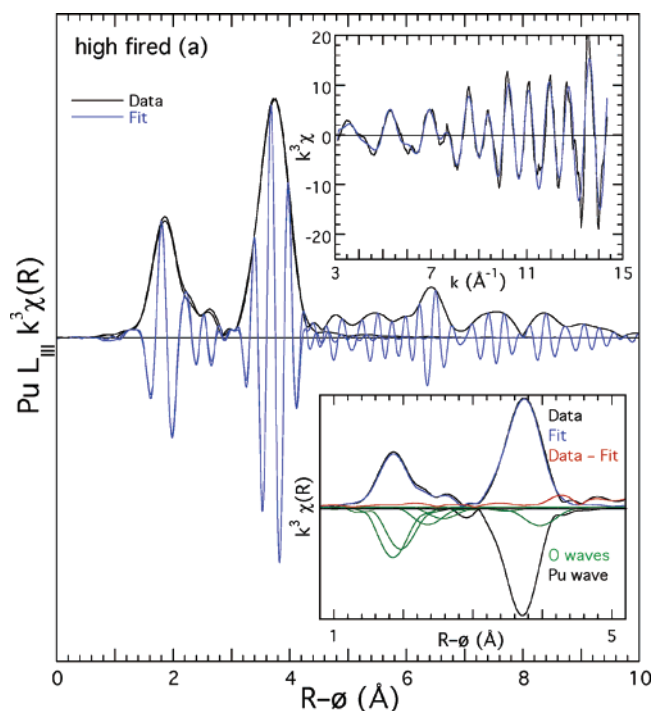 high fired (a)
Data
Fit
20
10
0
-10
-20
k³χ
3
7
11
15
k (Å⁻¹)
Pu L_III k³χ(R)
Data
Fit
Data – Fit
O waves
Pu wave
k³ χ(R)
1
5
R–ø (Å)
0
2
4
6
8
10
R–ø (Å)